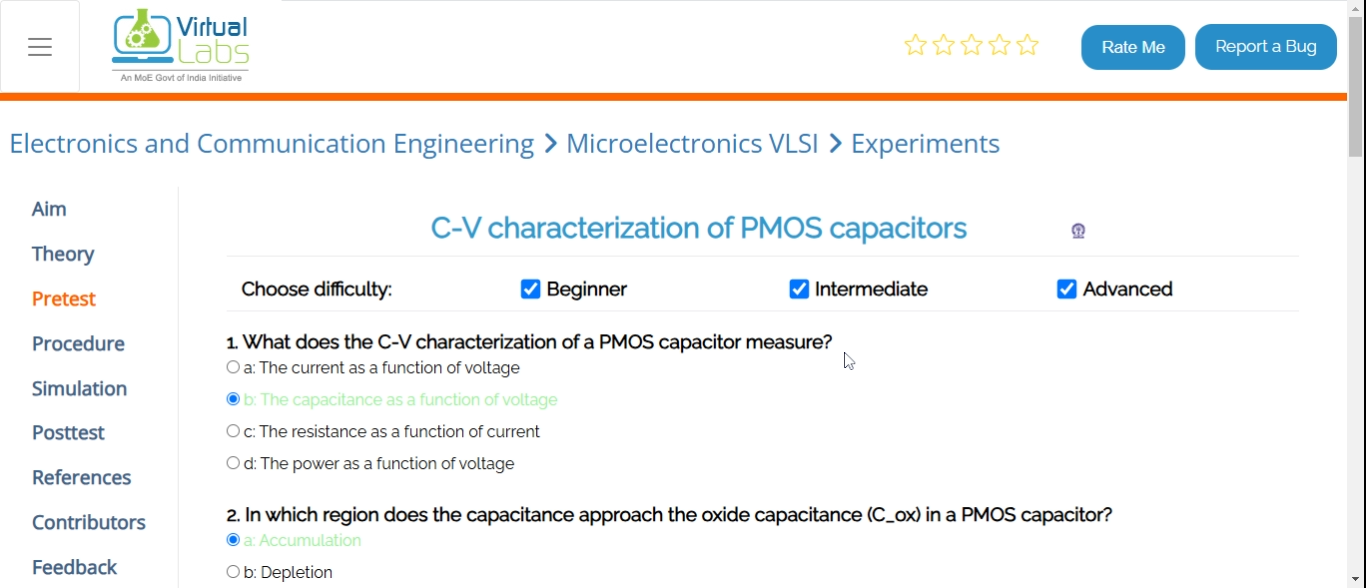 Virtual
Labs
An MoE Govt of India Initiative
Rate Me
Report a Bug
Electronics and Communication Engineering > Microelectronics VLSI > Experiments
Aim
Theory
Pretest
Procedure
Simulation
Posttest
References
Contributors
Feedback
C-V characterization of PMOS capacitors
Choose difficulty: Beginner Intermediate Advanced
1. What does the C-V characterization of a PMOS capacitor measure?
a: The current as a function of voltage
b: The capacitance as a function of voltage
c: The resistance as a function of current
d: The power as a function of voltage
2. In which region does the capacitance approach the oxide capacitance (C_ox) in a PMOS capacitor?
a: Accumulation
b: Depletion